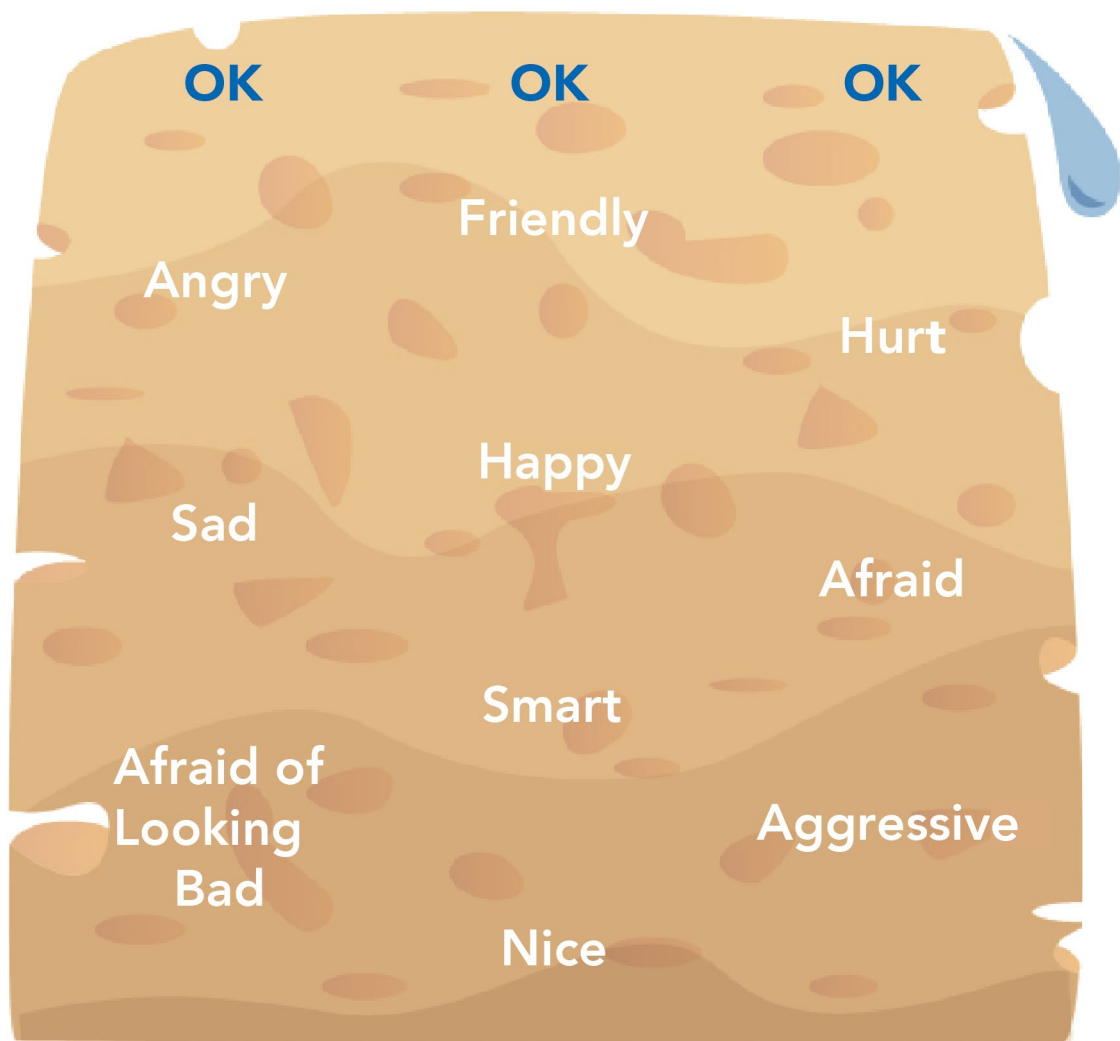 OK OK OK
Friendly
Angry
Hurt
Happy
Sad
Afraid
Smart
Afraid of
Looking
Bad
Aggressive
Nice